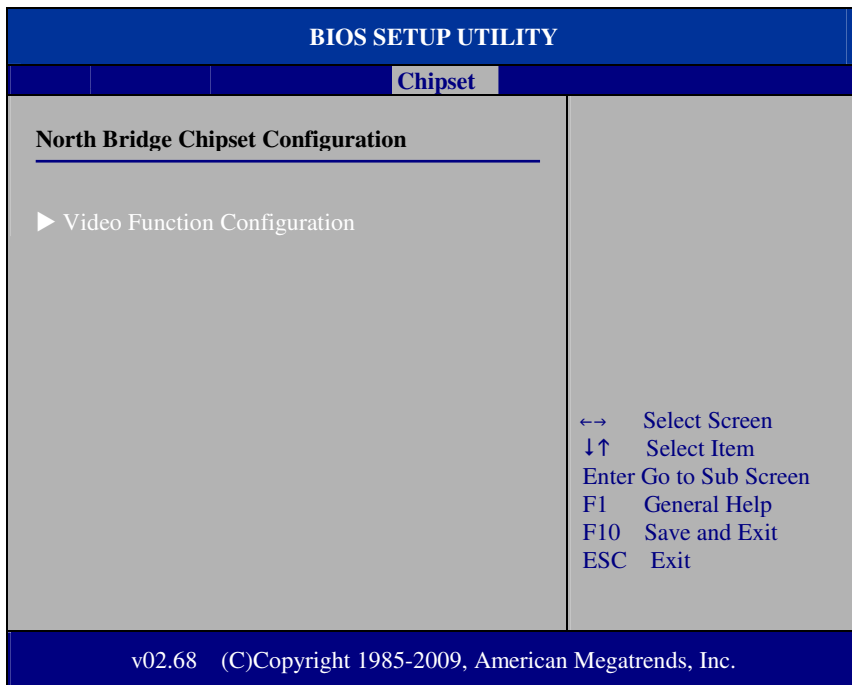 BIOS SETUP UTILITY
Chipset
North Bridge Chipset Configuration
▶ Video Function Configuration
←→ Select Screen
↓↑ Select Item
Enter Go to Sub Screen
F1 General Help
F10 Save and Exit
ESC Exit
v02.68 (C)Copyright 1985-2009, American Megatrends, Inc.